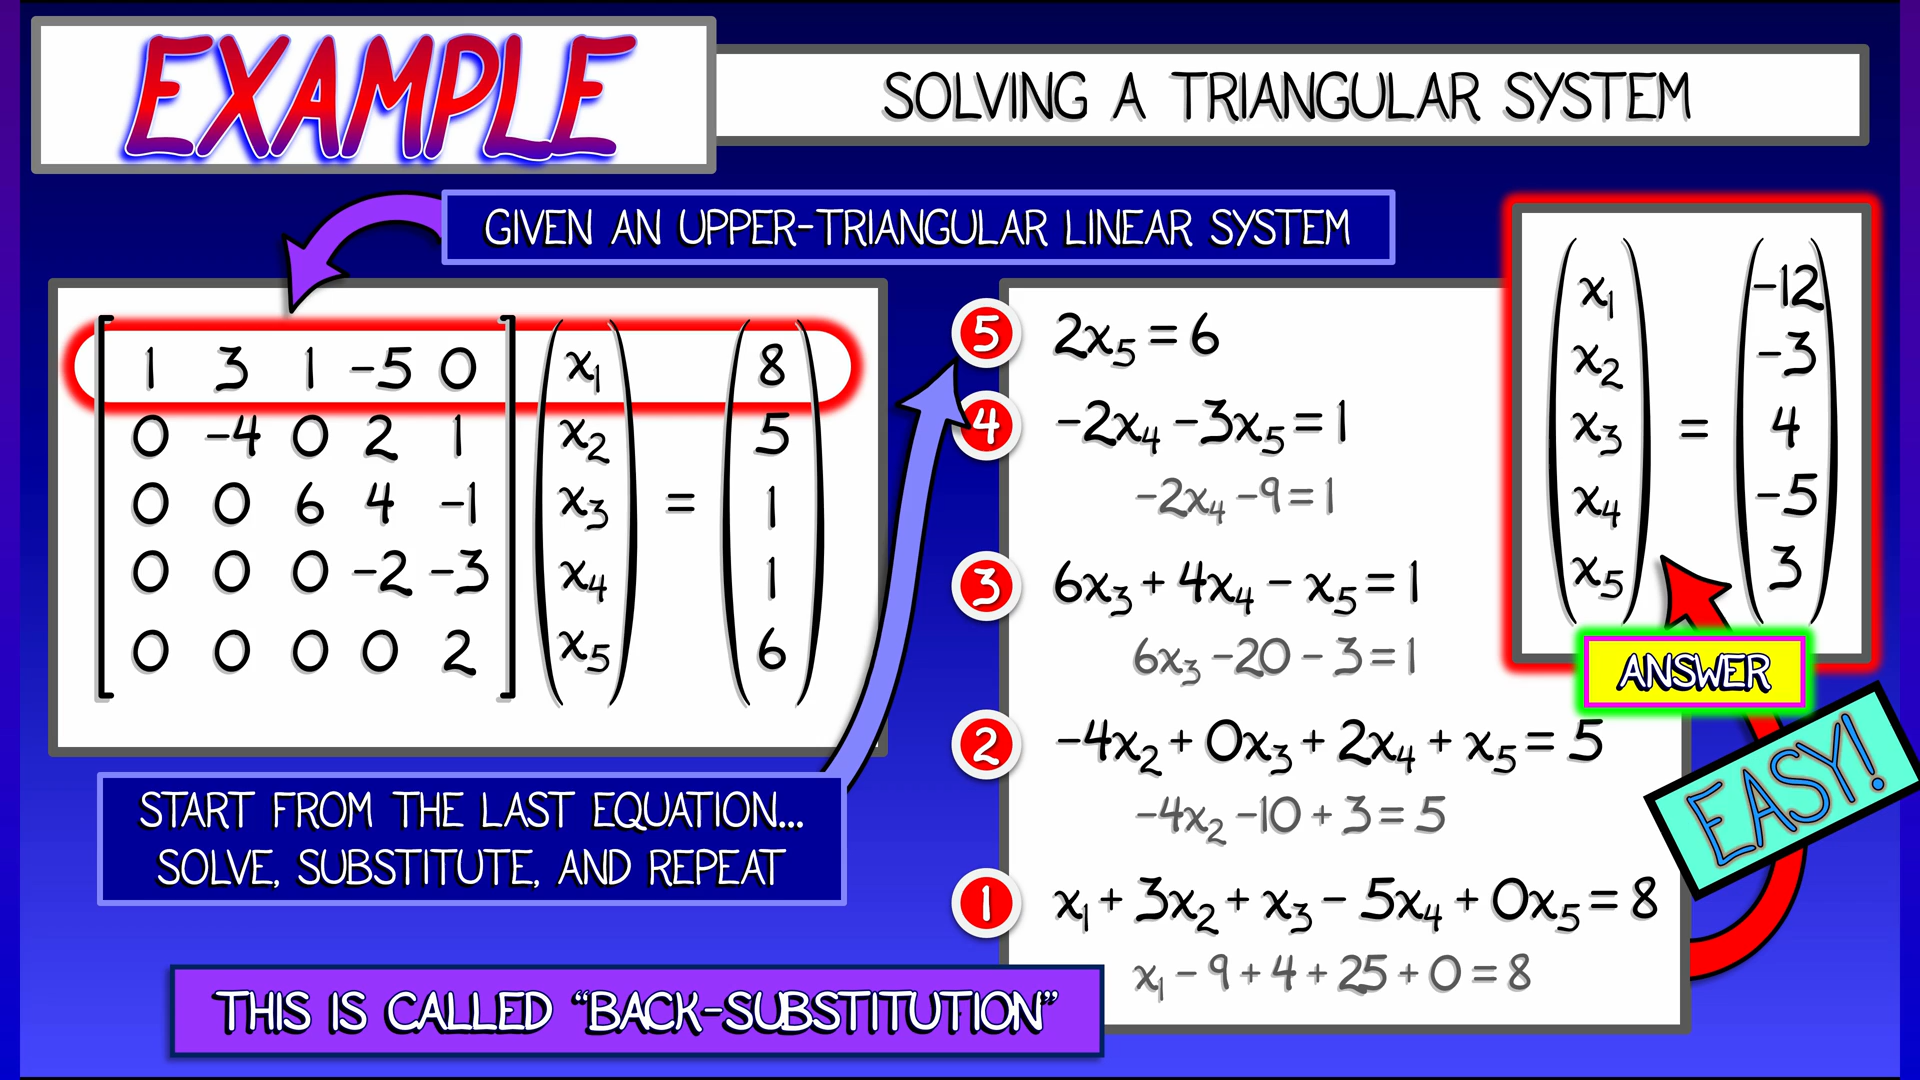 EXAMPLE
SOLVING A TRIANGULAR SYSTEM
GIVEN AN UPPER-TRIANGULAR LINEAR SYSTEM
1 3 1 -5 0 x1 8
0 -4 0 2 1 x2 5
0 0 6 4 -1 x3 = 1
0 0 0 -2 -3 x4 1
0 0 0 0 2 x5 6
START FROM THE LAST EQUATION...
SOLVE, SUBSTITUTE, AND REPEAT
THIS IS CALLED “BACK-SUBSTITUTION”
5 2x5 = 6
4 -2x4 -3x5 = 1
-2x4 -9 = 1
3 6x3 + 4x4 - x5 = 1
6x3 -20 - 3 = 1
2 -4x2 + 0x3 + 2x4 + x5 = 5
-4x2 -10 + 3 = 5
1 x1 + 3x2 + x3 - 5x4 + 0x5 = 8
x1 - 9 + 4 + 25 + 0 = 8
x1 -12
x2 -3
x3 = 4
x4 -5
x5 3
ANSWER
EASY!